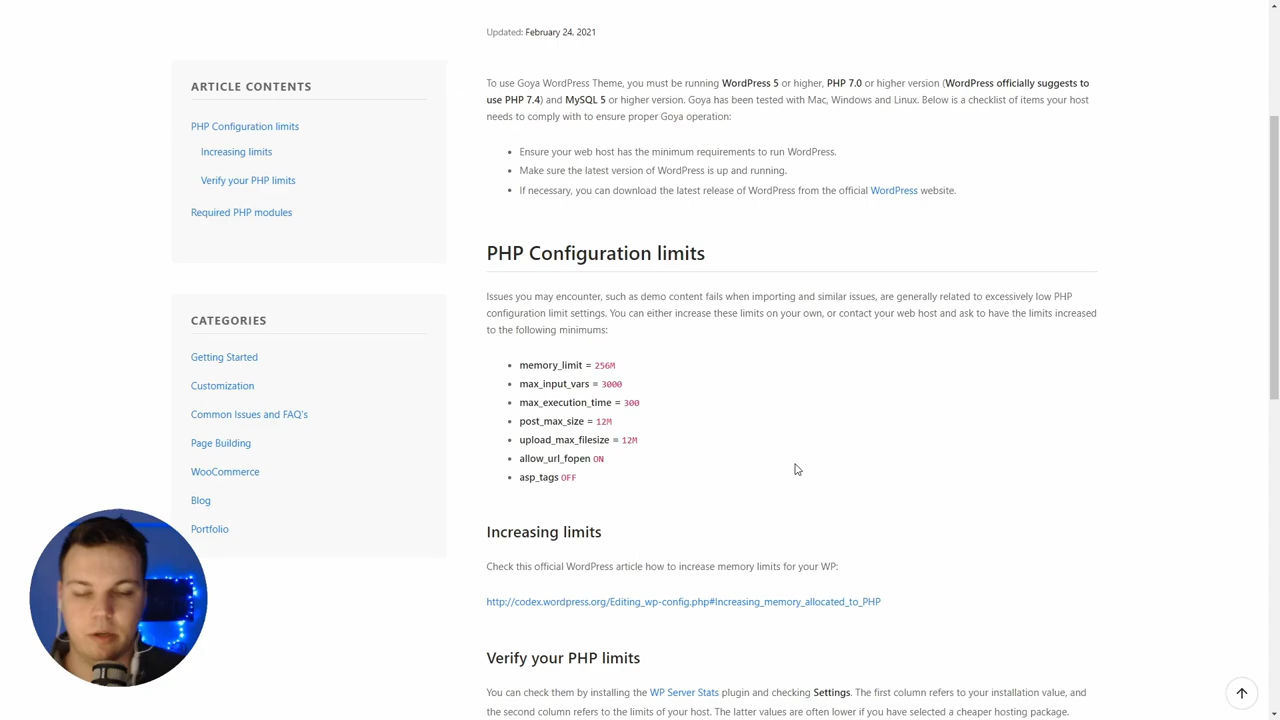 Updated: February 24, 2021
ARTICLE CONTENTS
PHP Configuration limits
Increasing limits
Verify your PHP limits
Required PHP modules
CATEGORIES
Getting Started
Customization
Common Issues and FAQ's
Page Building
WooCommerce
Blog
Portfolio
To use Goya WordPress Theme, you must be running WordPress 5 or higher, PHP 7.0 or higher version (WordPress officially suggests to
use PHP 7.4) and MySQL 5 or higher version. Goya has been tested with Mac, Windows and Linux. Below is a checklist of items your host
needs to comply with to ensure proper Goya operation:
• Ensure your web host has the minimum requirements to run WordPress.
• Make sure the latest version of WordPress is up and running.
• If necessary, you can download the latest release of WordPress from the official WordPress website.
PHP Configuration limits
Issues you may encounter, such as demo content fails when importing and similar issues, are generally related to excessively low PHP
configuration limit settings. You can either increase these limits on your own, or contact your web host and ask to have the limits increased
to the following minimums:
• memory_limit = 256M
• max_input_vars = 3000
• max_execution_time = 300
• post_max_size = 12M
• upload_max_filesize = 12M
• allow_url_fopen ON
• asp_tags OFF
Increasing limits
Check this official WordPress article how to increase memory limits for your WP:
http://codex.wordpress.org/Editing_wp-config.php#Increasing_memory_allocated_to_PHP
Verify your PHP limits
You can check them by installing the WP Server Stats plugin and checking Settings. The first column refers to your installation value, and
the second column refers to the limits of your host. The latter values are often lower if you have selected a cheaper hosting package.